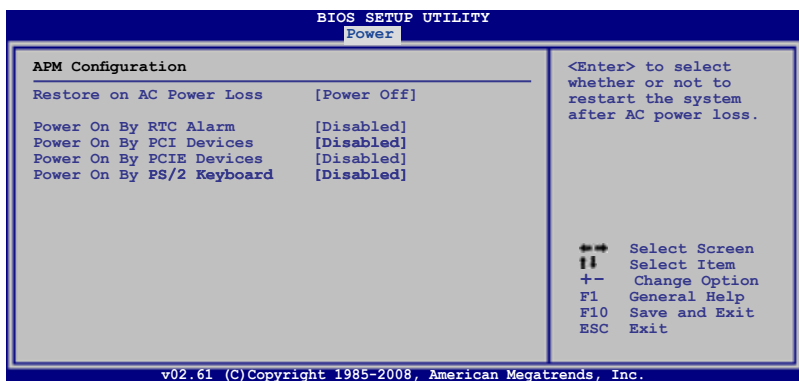 BIOS SETUP UTILITY
Power
APM Configuration
Restore on AC Power Loss [Power Off]
Power On By RTC Alarm [Disabled]
Power On By PCI Devices [Disabled]
Power On By PCIE Devices [Disabled]
Power On By PS/2 Keyboard [Disabled]
<Enter> to select
whether or not to
restart the system
after AC power loss.
←→ Select Screen
↑↓ Select Item
+- Change Option
F1 General Help
F10 Save and Exit
ESC Exit
v02.61 (C)Copyright 1985-2008, American Megatrends, Inc.